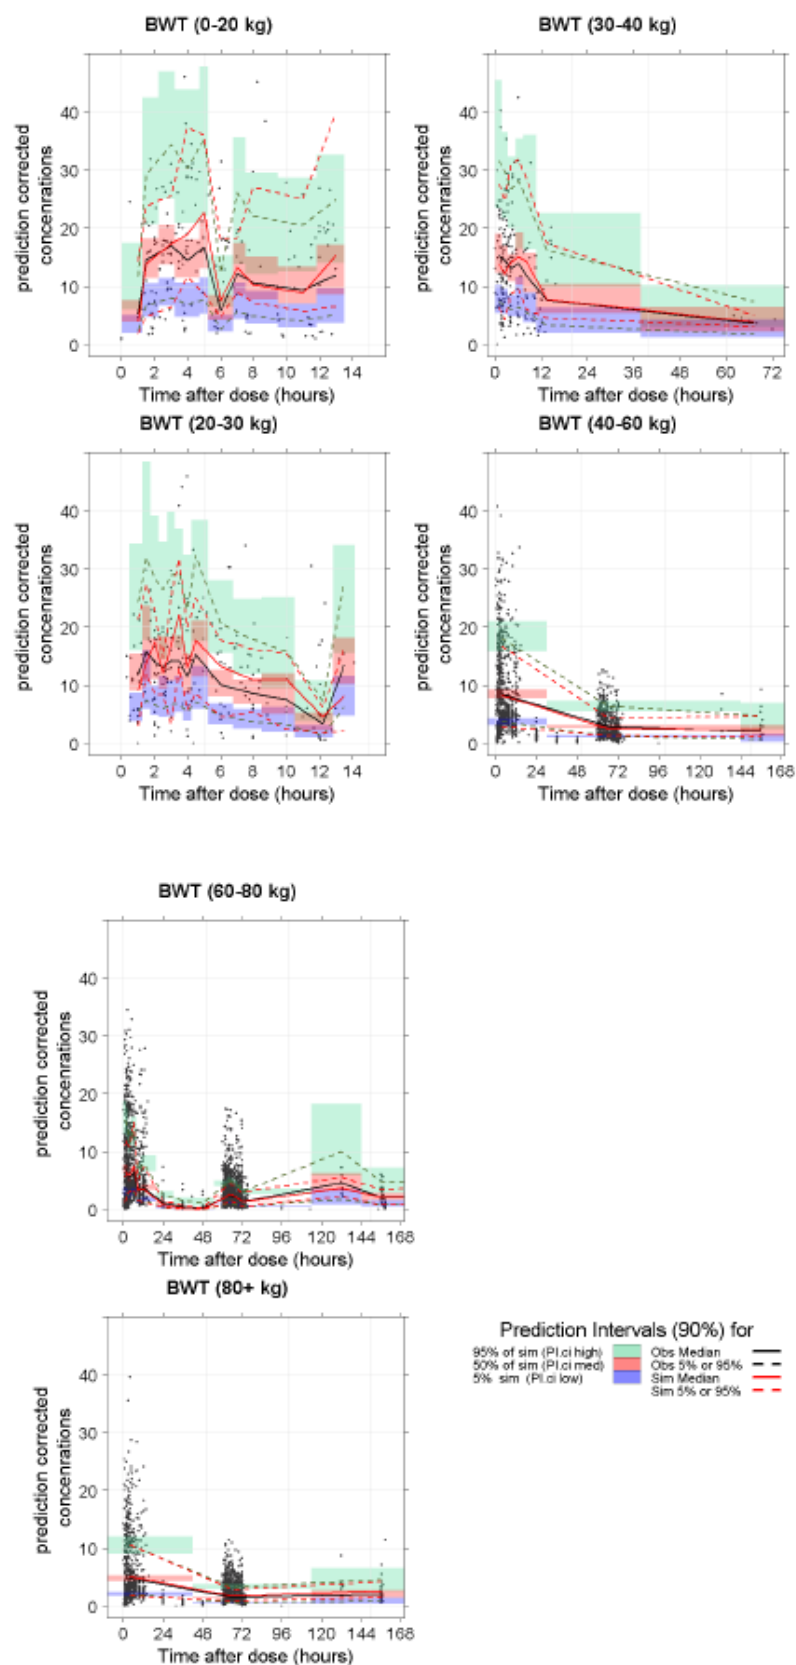 BWT (0-20 kg)
prediction corrected
concenrations
40
30
20
10
0
0 2 4 6 8 10 12 14
Time after dose (hours)
BWT (30-40 kg)
prediction corrected
concenrations
40
30
20
10
0
0 12 24 36 48 60 72
Time after dose (hours)
BWT (20-30 kg)
prediction corrected
concenrations
40
30
20
10
0
0 2 4 6 8 10 12 14
Time after dose (hours)
BWT (40-60 kg)
prediction corrected
concenrations
40
30
20
10
0
0 24 48 72 96 120 144 168
Time after dose (hours)
BWT (60-80 kg)
prediction corrected
concenrations
40
30
20
10
0
0 24 48 72 96 120 144 168
Time after dose (hours)
BWT (80+ kg)
prediction corrected
concenrations
40
30
20
10
0
0 24 48 72 96 120 144 168
Time after dose (hours)
Prediction Intervals (90%) for
95% of sim (PI.ci high)
50% of sim (PI.ci med)
5% sim (PI.ci low)
Obs Median
Obs 5% or 95%
Sim Median
Sim 5% or 95%